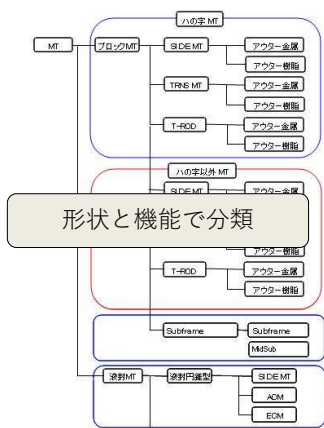 ハの字 MT
MT ブロックMT SIDE MT アウター金属
アウター樹脂
TRNS MT アウター金属
アウター樹脂
T-ROD アウター金属
アウター樹脂
ハの字以外 MT
SIDE MT アウター金属
形状と機能で分類
アウター樹脂
T-ROD アウター金属
アウター樹脂
Subframe Subframe
MidSub
液封MT 液封円錐型 SIDE MT
ACM
ECM